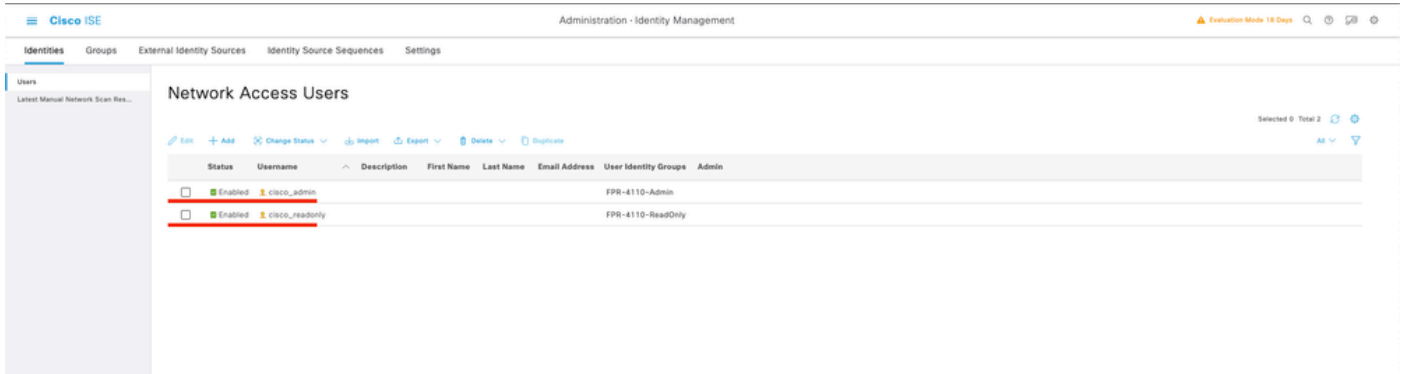 Cisco ISE
Administration · Identity Management
Evaluation Mode 18 Days
Identities Groups External Identity Sources Identity Source Sequences Settings
Users
Latest Manual Network Scan Res...
Network Access Users
Selected 0 Total 2
Edit Add Change Status Import Export Delete Duplicate All
Status Username Description First Name Last Name Email Address User Identity Groups Admin
Enabled cisco_admin FPR-4110-Admin
Enabled cisco_readonly FPR-4110-ReadOnly